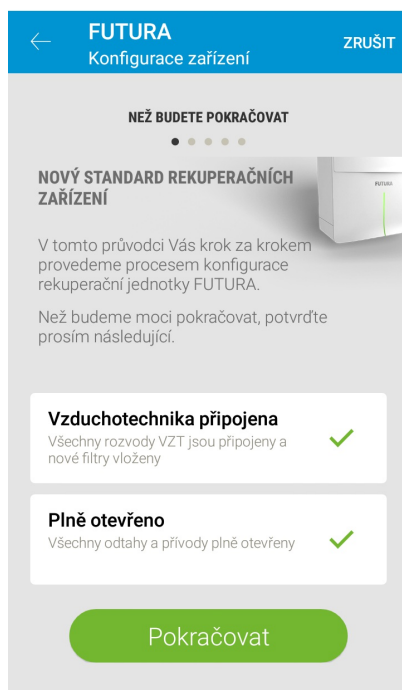 FUTURA
Konfigurace zařízení
ZRUŠIT
NEŽ BUDETE POKRAČOVAT
NOVÝ STANDARD REKUPERAČNÍCH
ZAŘÍZENÍ
FUTURA
V tomto průvodci Vás krok za krokem
provedeme procesem konfigurace
rekuperační jednotky FUTURA.
Než budeme moci pokračovat, potvrďte
prosím následující.
Vzduchotechnika připojena
Všechny rozvody VZT jsou připojeny a
nové filtry vloženy
Plně otevřeno
Všechny odtahy a přívody plně otevřeny
Pokračovat